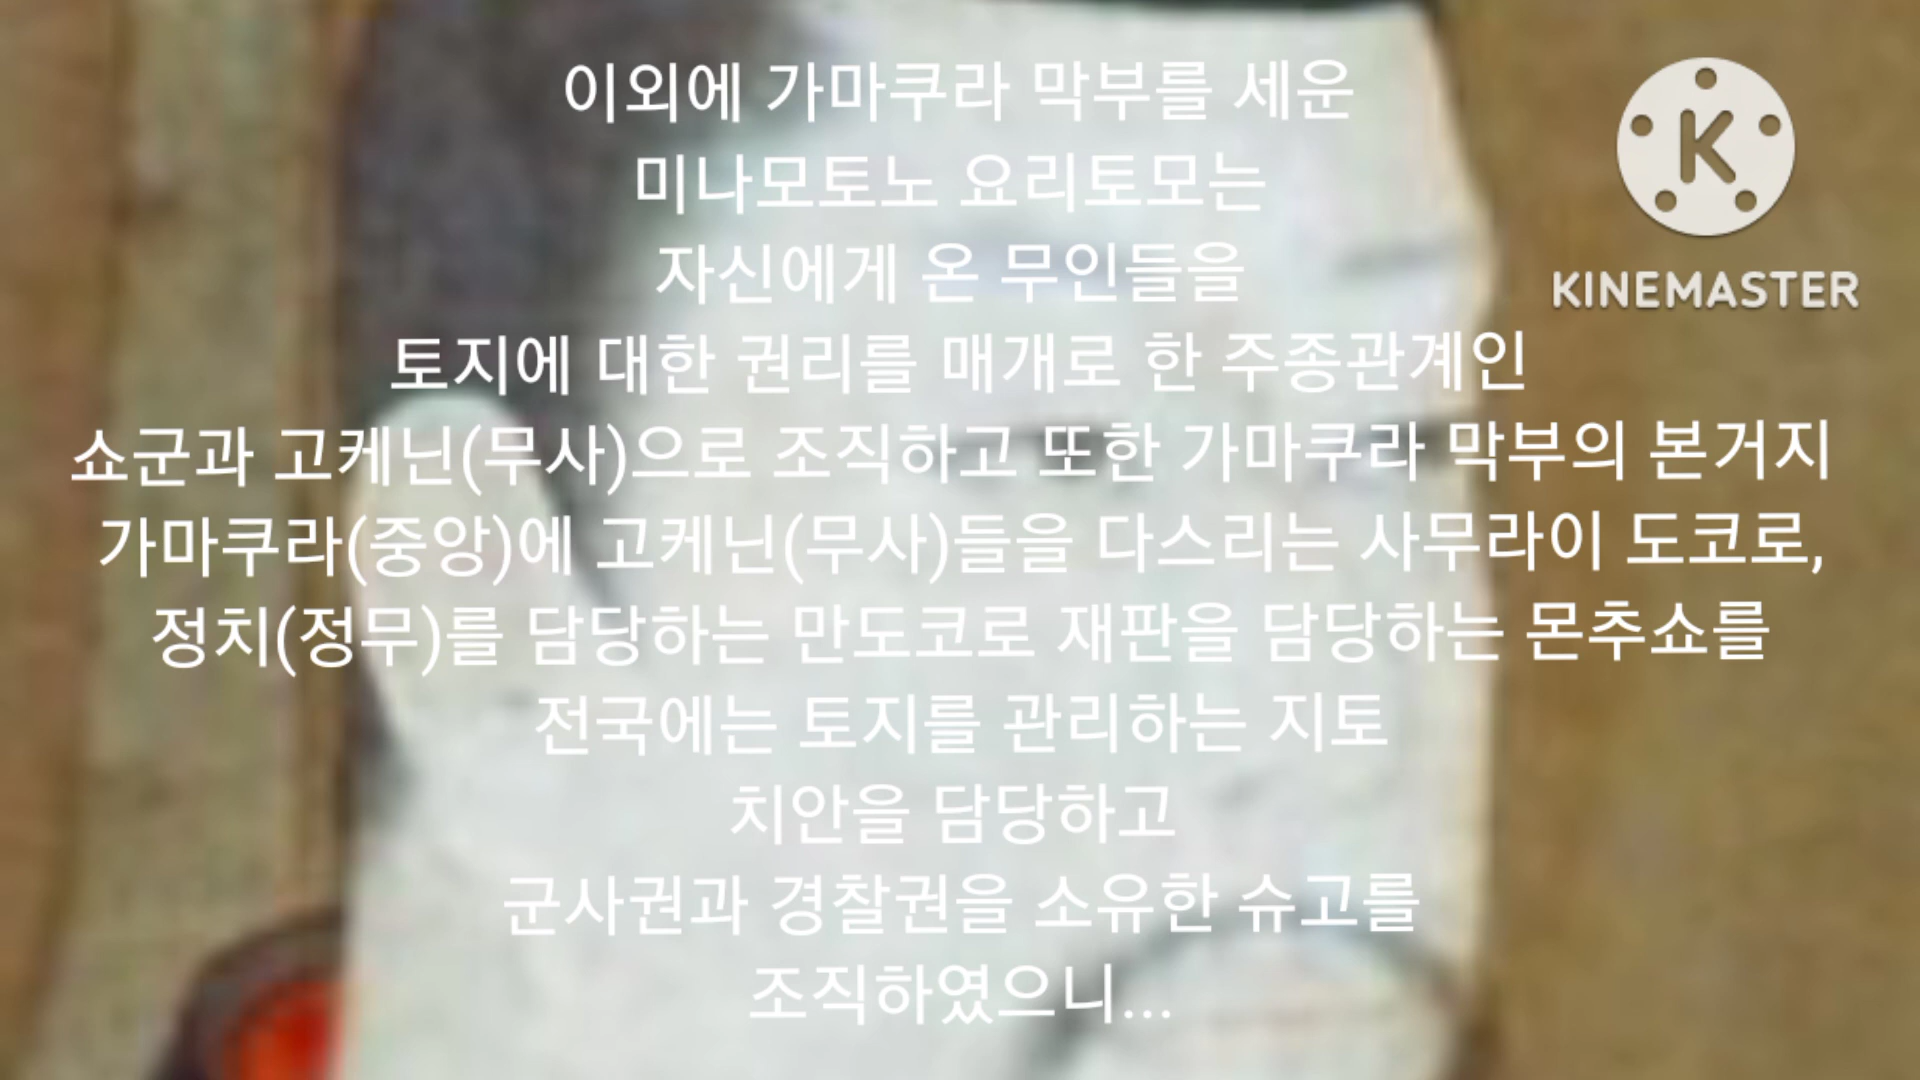 이외에 가마쿠라 막부를 세운
미나모토노 요리토모는
자신에게 온 무인들을
토지에 대한 권리를 매개로 한 주종관계인
쇼군과 고케닌(무사)으로 조직하고 또한 가마쿠라 막부의 본거지
가마쿠라(중앙)에 고케닌(무사)들을 다스리는 사무라이 도코로,
정치(정무)를 담당하는 만도코로 재판을 담당하는 몬추쇼를
전국에는 토지를 관리하는 지토
치안을 담당하고
군사권과 경찰권을 소유한 슈고를
조직하였으니...
K
KINEMASTER